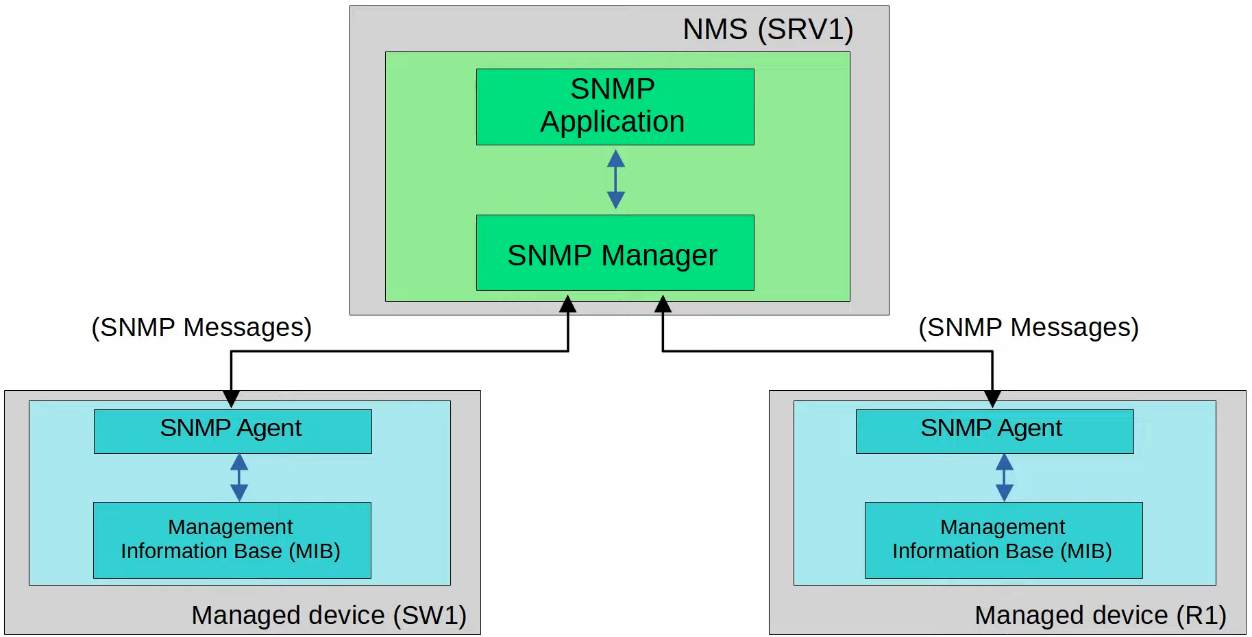 NMS (SRV1)
SNMP
Application
SNMP Manager
(SNMP Messages)
(SNMP Messages)
SNMP Agent
Management
Information Base (MIB)
Managed device (SW1)
SNMP Agent
Management
Information Base (MIB)
Managed device (R1)